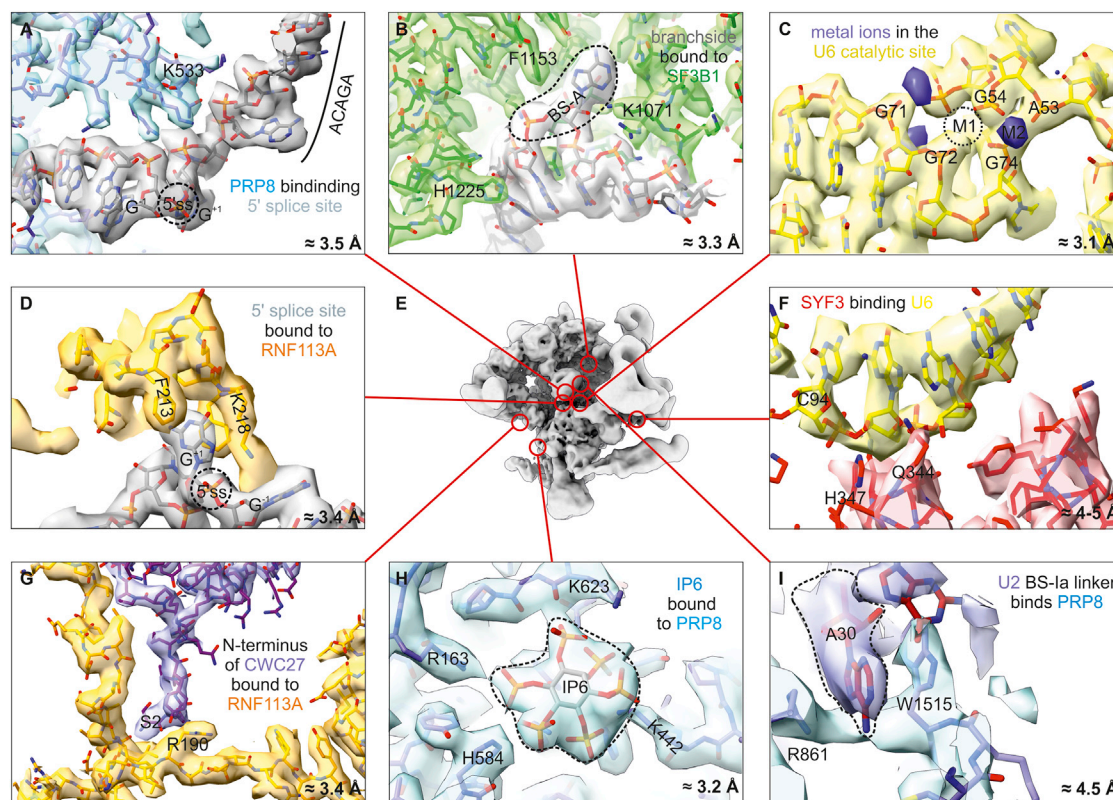 A
K533
ACAGA
PRP8 bindinding
5' splice site
G⁻¹
5'ss
G⁺¹
≈ 3.5 Å
B
F1153
branchside
bound to
SF3B1
BS-A
K1071
H1225
≈ 3.3 Å
C
metal ions in the
U6 catalytic site
G71
G54
A53
M1
M2
G72
G74
≈ 3.1 Å
D
5' splice site
bound to
RNF113A
F213
K218
G⁺¹
5'ss
G⁻¹
≈ 3.4 Å
E
F
SYF3 binding U6
C94
Q344
H347
≈ 4-5 Å
G
N-terminus
of CWC27
bound to
RNF113A
S2
R190
≈ 3.4 Å
H
K623
IP6
bound
to PRP8
R163
IP6
K442
H584
≈ 3.2 Å
I
U2 BS-Ia linker
binds PRP8
A30
W1515
R861
≈ 4.5 Å